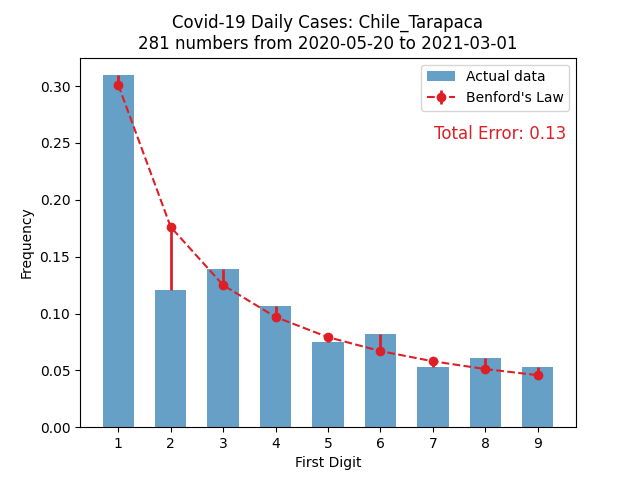 Covid-19 Daily Cases: Chile_Tarapaca
281 numbers from 2020-05-20 to 2021-03-01
Actual data
Benford's Law
Total Error: 0.13
Frequency
0.30
0.25
0.20
0.15
0.10
0.05
0.00
1 2 3 4 5 6 7 8 9
First Digit